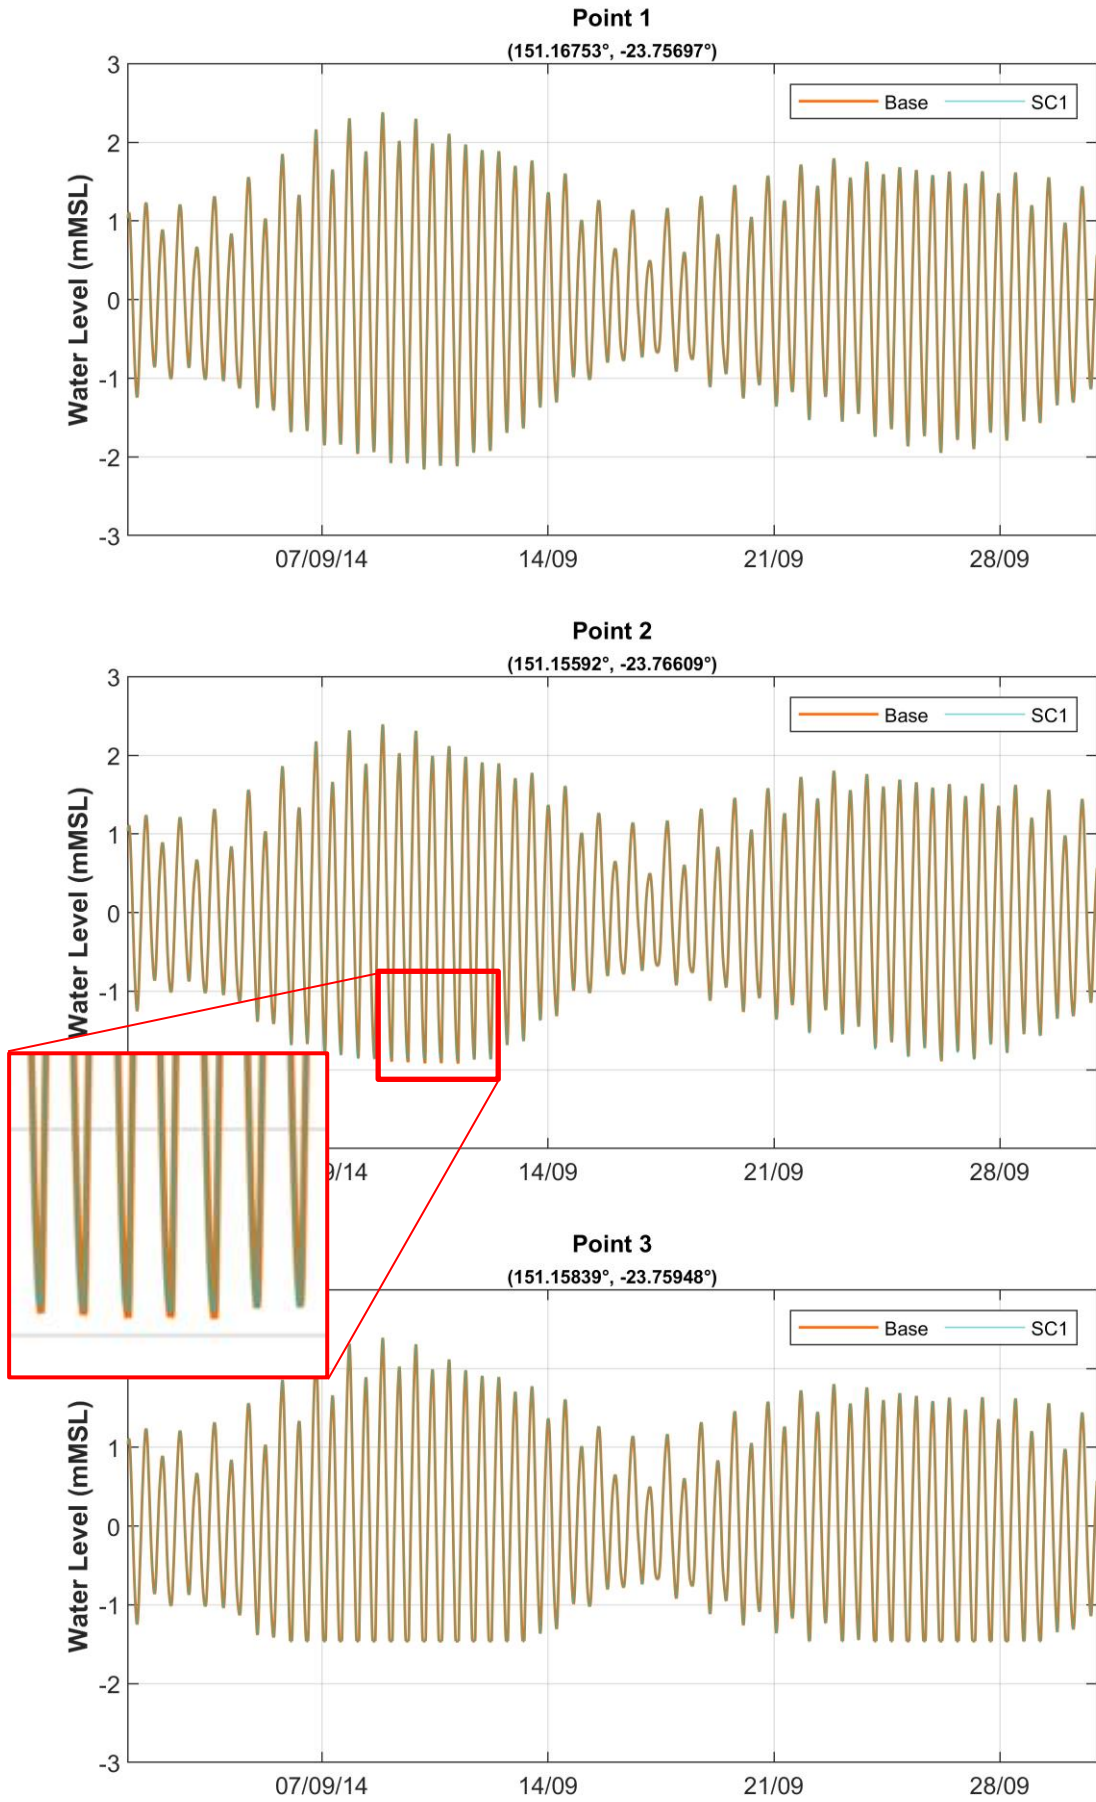 Point 1
(151.16753°, -23.75697°)
3
2
1
0
-1
-2
-3
Water Level (mMSL)
Base
SC1
07/09/14
14/09
21/09
28/09
Point 2
(151.15592°, -23.76609°)
3
2
1
0
-1
Water Level (mMSL)
Base
SC1
9/14
14/09
21/09
28/09
Point 3
(151.15839°, -23.75948°)
1
0
-1
-2
-3
Water Level (mMSL)
Base
SC1
07/09/14
14/09
21/09
28/09